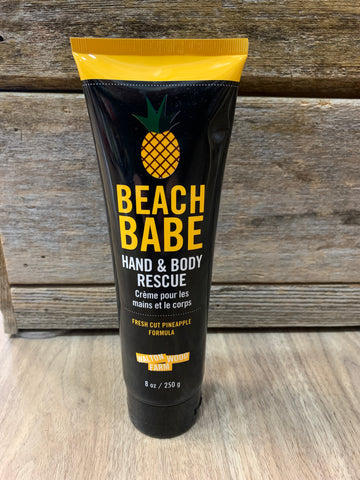 BEACH
BABE
HAND & BODY
RESCUE
Crème pour les
mains et le corps
FRESH CUT PINEAPPLE
FORMULA
WALTON WOOD
FARM
8 oz / 250 g